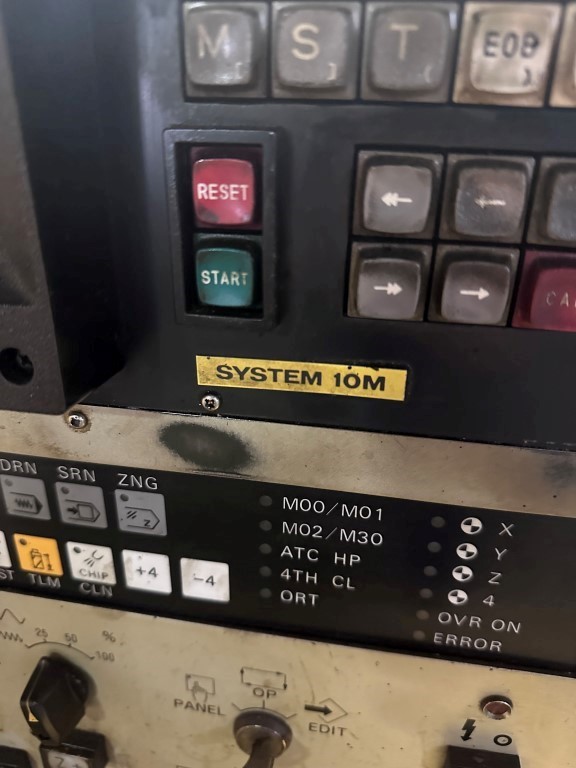 M S T EOB
RESET
START
SYSTEM 10M
DRN SRN ZNG
Z
TLM CHIP CLN +4 -4
M00/M01
M02/M30
ATC HP
4TH CL
ORT
X
Y
Z
4
OVR ON
ERROR
25 50 % 100
PANEL OP EDIT
O